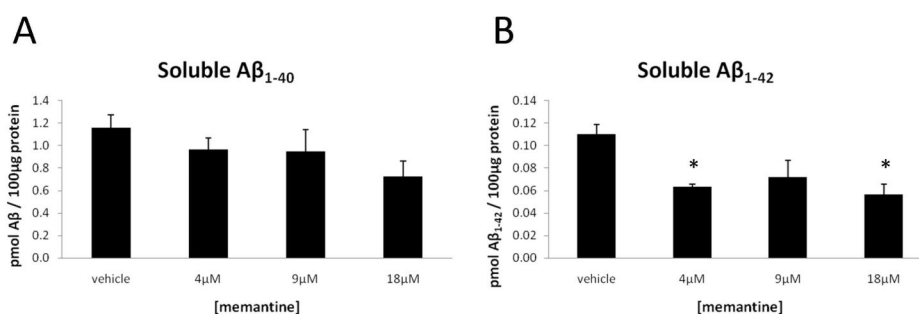 A
Soluble Aβ1-40
pmol Aβ / 100µg protein
1.4
1.2
1.0
0.8
0.6
0.4
0.2
0.0
vehicle 4µM 9µM 18µM
[memantine]
B
Soluble Aβ1-42
pmol Aβ1-42 / 100µg protein
0.14
0.12
0.10
0.08
0.06
0.04
0.02
0.00
* *
vehicle 4µM 9µM 18µM
[memantine]